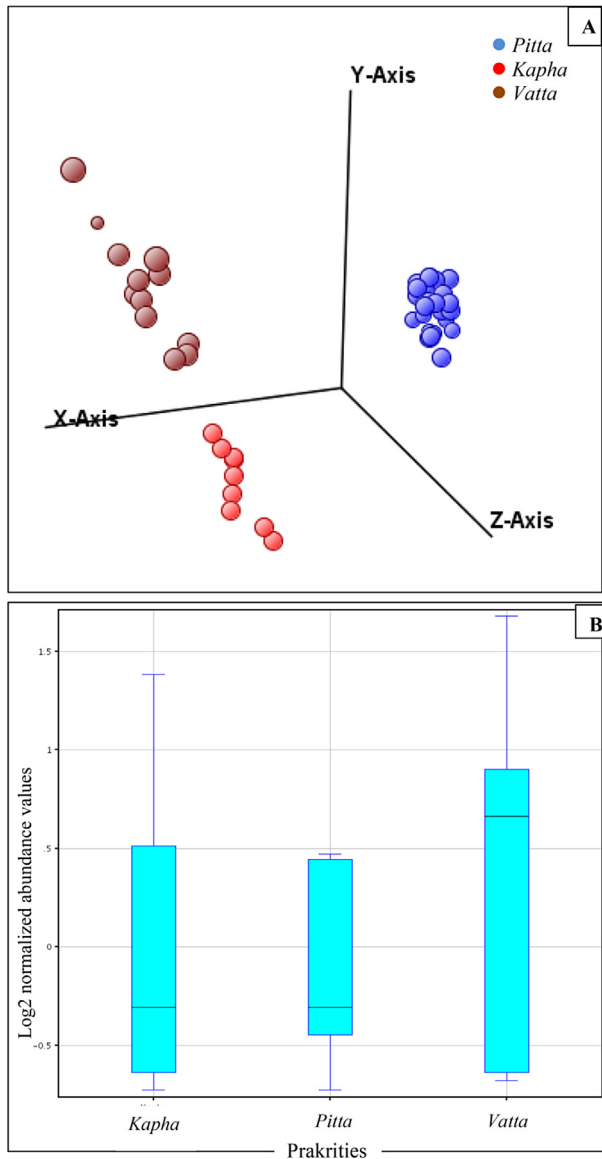 A
Pitta
Kapha
Vatta
Y-Axis
X-Axis
Z-Axis
B
Log2 normalized abundance values
1.5
1
.5
0
-0.5
Kapha
Pitta
Vatta
Prakrities